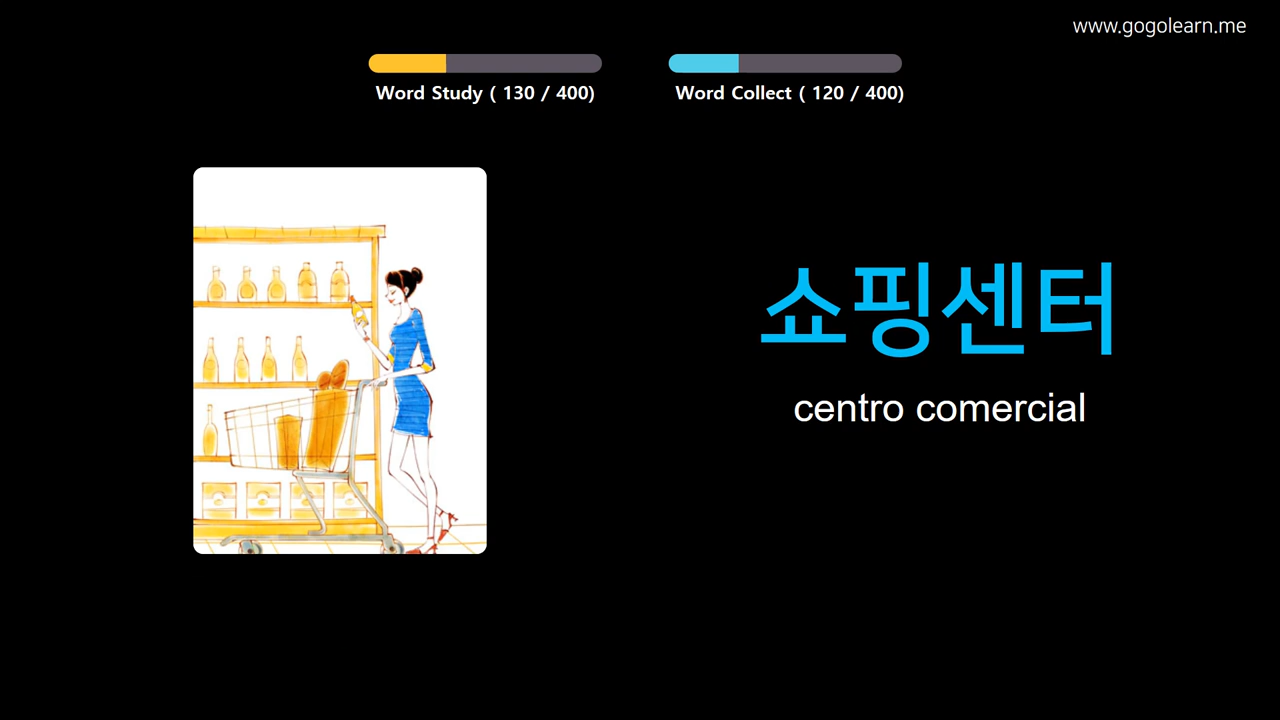 www.gogolearn.me
Word Study ( 130 / 400)
Word Collect ( 120 / 400)
쇼핑센터
centro comercial